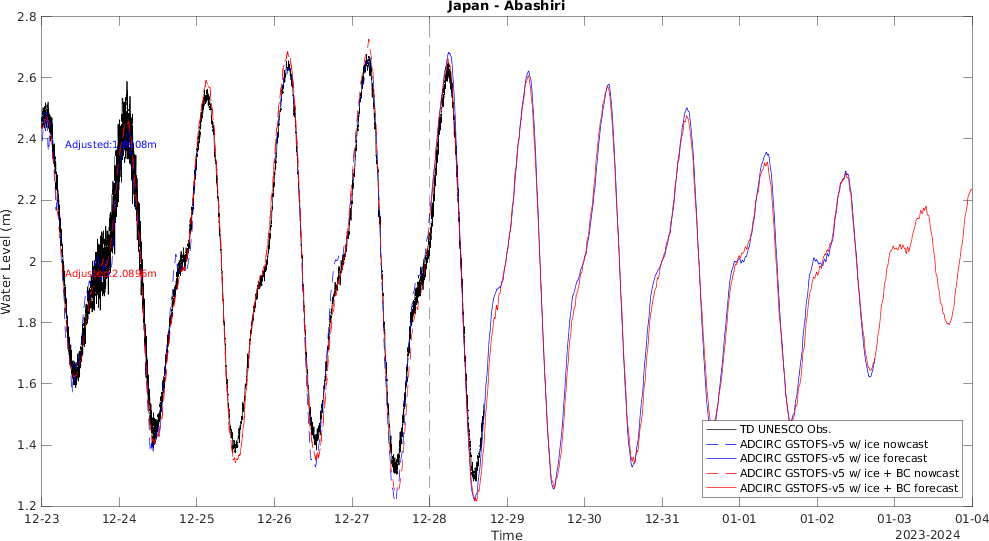 Japan - Abashiri
2.8
2.6
2.4
2.2
2
1.8
1.6
1.4
1.2
Water Level (m)
Adjusted:
Adjusted:2.0896m
TD UNESCO Obs.
ADCIRC GSTOFS-v5 w/ ice nowcast
ADCIRC GSTOFS-v5 w/ ice forecast
ADCIRC GSTOFS-v5 w/ ice + BC nowcast
ADCIRC GSTOFS-v5 w/ ice + BC forecast
12-23 12-24 12-25 12-26 12-27 12-28 12-29 12-30 12-31 01-01 01-02 01-03 01-04
Time
2023-2024